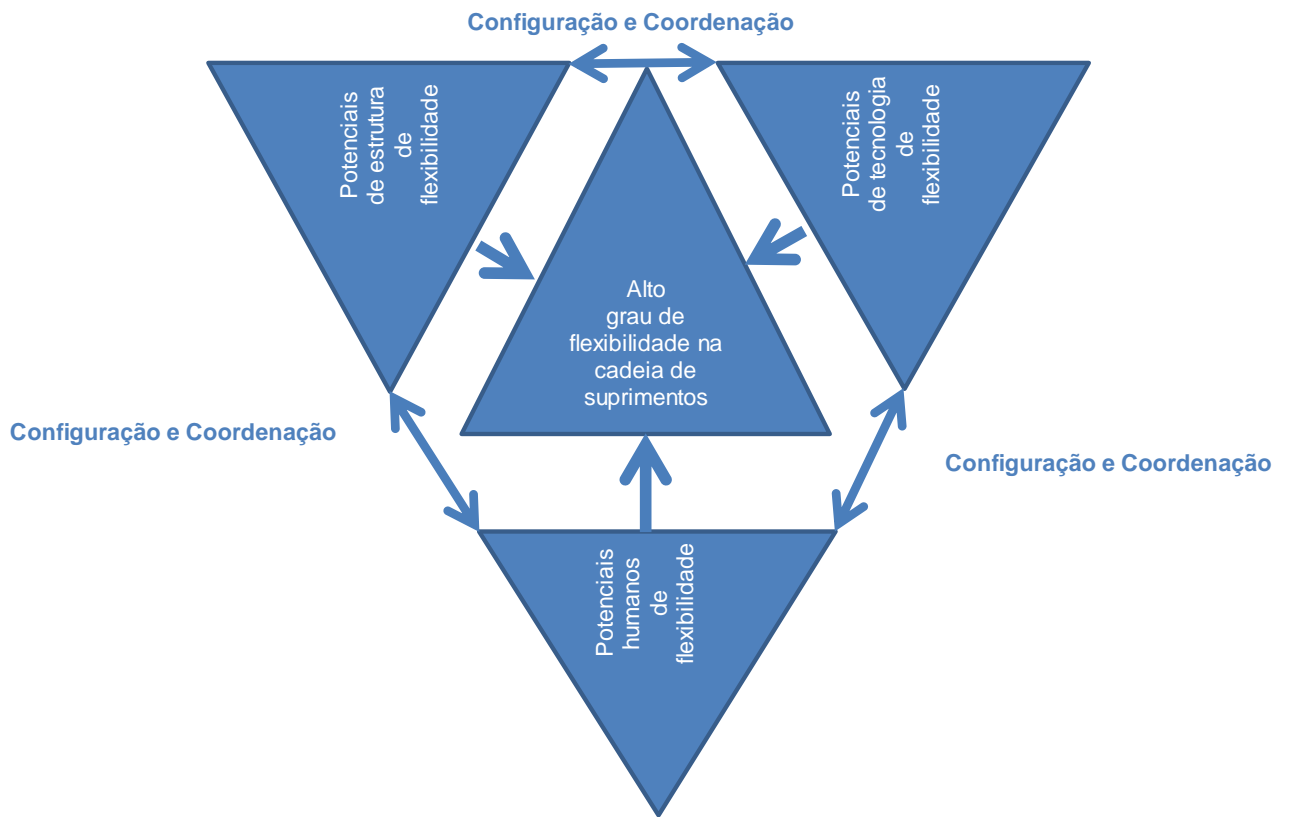 Configuração e Coordenação
Potenciais
de estrutura
de
flexibilidade
Potenciais
de tecnologia
de
flexibilidade
Alto
grau de
flexibilidade na
cadeia de
suprimentos
Configuração e Coordenação
Configuração e Coordenação
Potenciais
humanos
de
flexibilidade